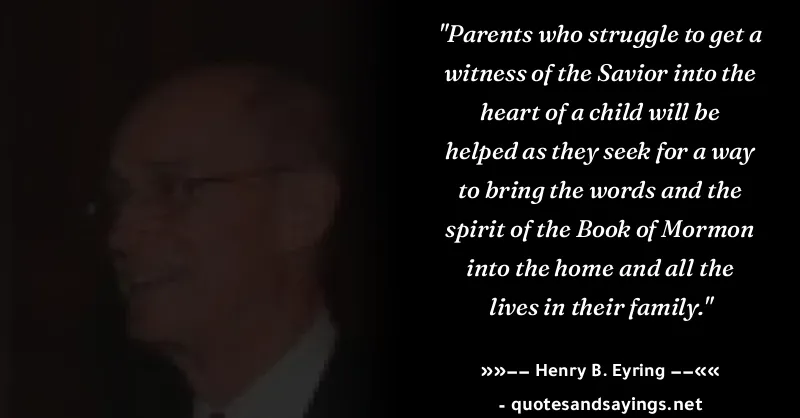 "Parents who struggle to get a
witness of the Savior into the
heart of a child will be
helped as they seek for a way
to bring the words and the
spirit of the Book of Mormon
into the home and all the
lives in their family."
»»–– Henry B. Eyring ––««
- quotesandsayings.net